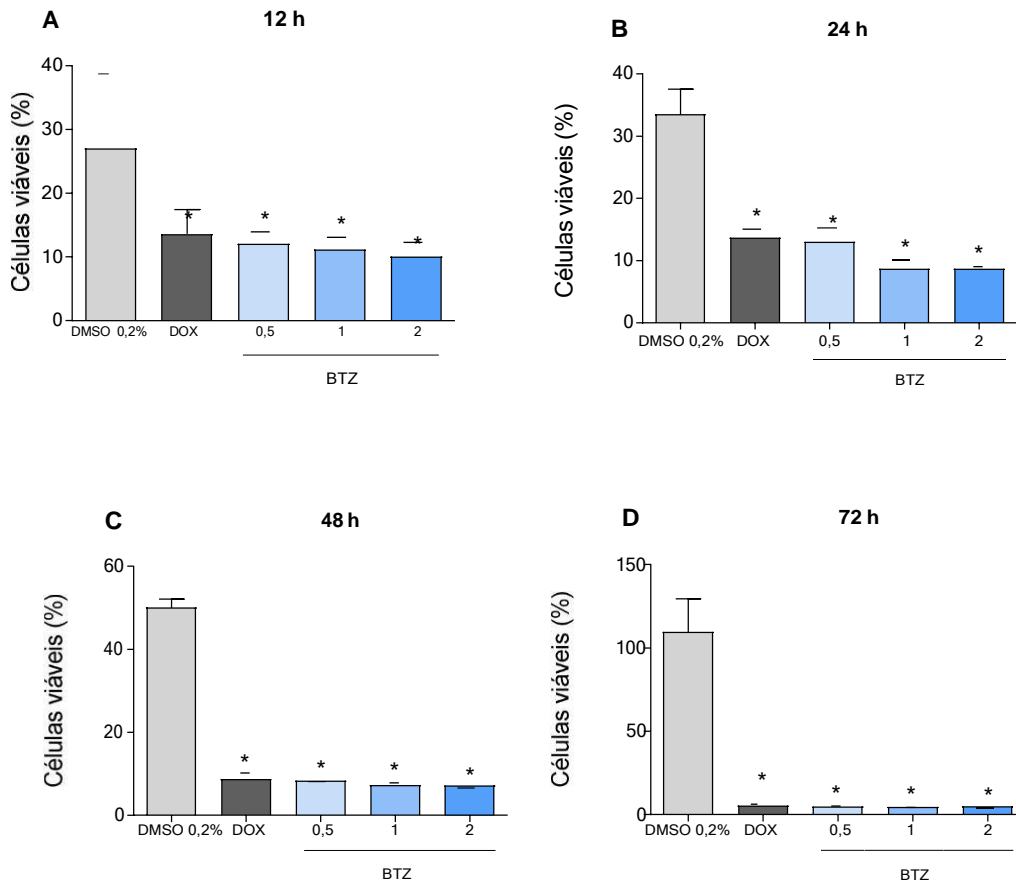 A
12 h
Células viáveis (%)
40
30
20
10
0
* * * *
DMSO 0,2% DOX 0,5 1 2
BTZ
B
24 h
Células viáveis (%)
40
30
20
10
0
* * * *
DMSO 0,2% DOX 0,5 1 2
BTZ
C
48 h
Células viáveis (%)
60
40
20
0
* * * *
DMSO 0,2% DOX 0,5 1 2
BTZ
D
72 h
Células viáveis (%)
150
100
50
0
* * * *
DMSO 0,2% DOX 0,5 1 2
BTZ